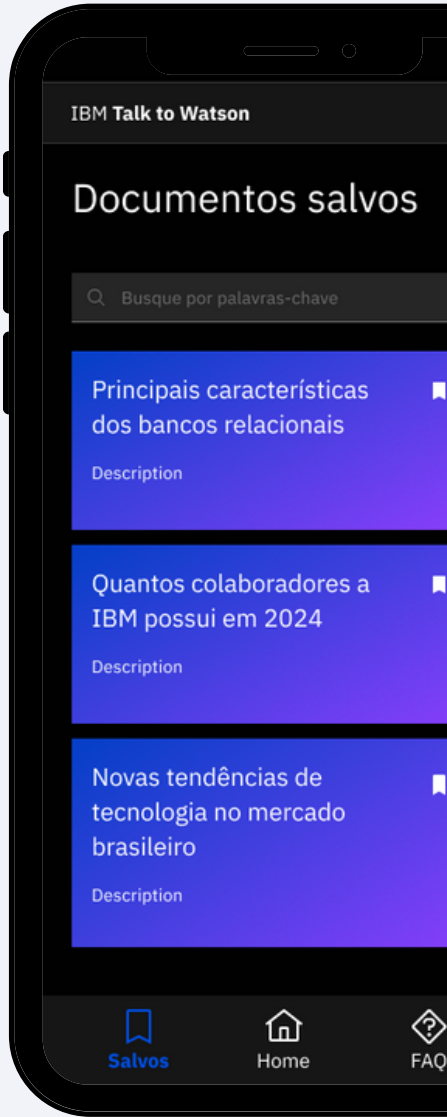 IBM Talk to Watson
Documentos salvos
Busque por palavras-chave
Principais características
dos bancos relacionais
Description
Quantos colaboradores a
IBM possui em 2024
Description
Novas tendências de
tecnologia no mercado
brasileiro
Description
Salvos
Home
FAQ